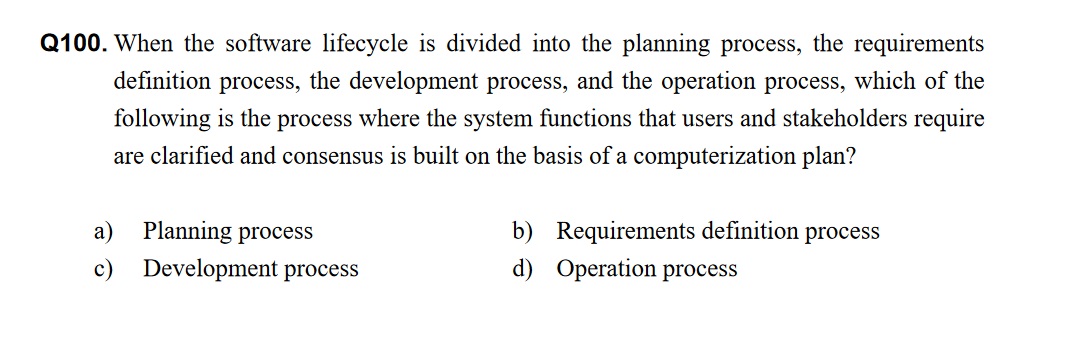 Q100. When the software lifecycle is divided into the planning process, the requirements
definition process, the development process, and the operation process, which of the
following is the process where the system functions that users and stakeholders require
are clarified and consensus is built on the basis of a computerization plan?
a) Planning process b) Requirements definition process
c) Development process d) Operation process